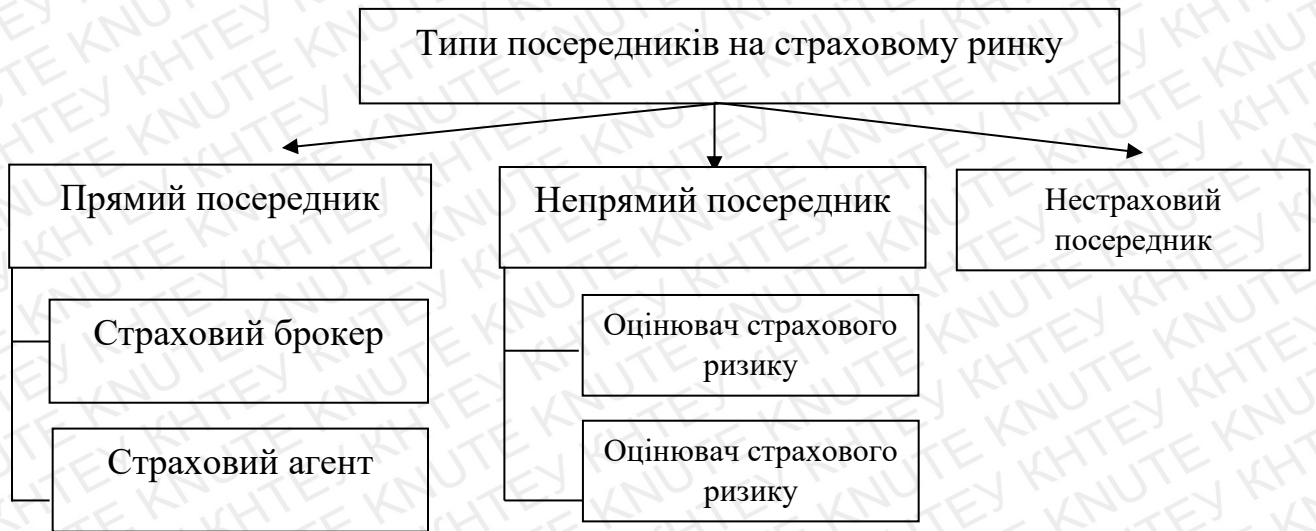 Типи посередників на страховому ринку
Прямий посередник
Непрямий посередник
Нестраховий
посередник
Страховий брокер
Оцінювач страхового
ризику
Страховий агент
Оцінювач страхового
ризику